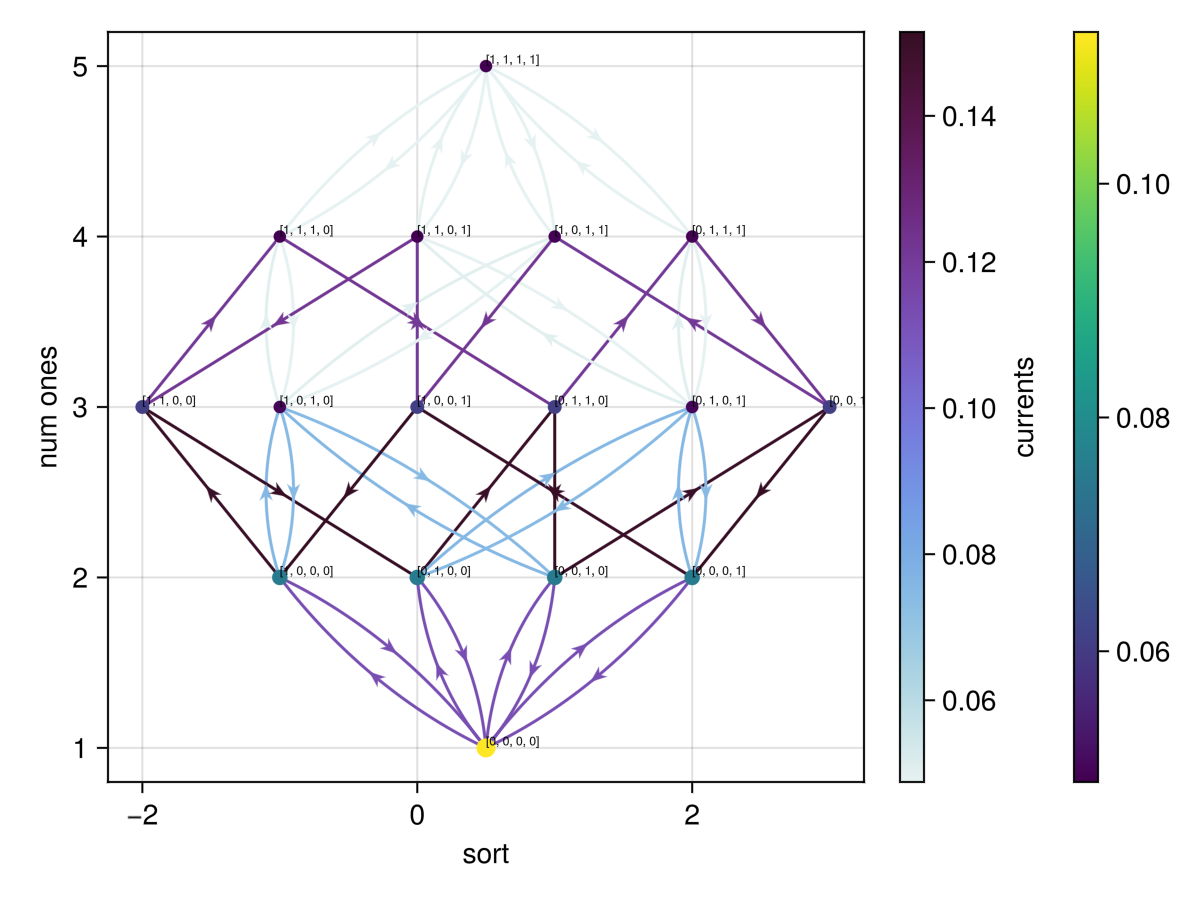 5
[1, 1, 1, 1]
4
[1, 1, 1, 0]
[1, 1, 0, 1]
[1, 0, 1, 1]
[0, 1, 1, 1]
3
[1, 1, 0, 0]
[1, 0, 1, 0]
[1, 0, 0, 1]
[0, 1, 1, 0]
[0, 1, 0, 1]
[0, 0, 1
2
[1, 0, 0, 0]
[0, 1, 0, 0]
[0, 0, 1, 0]
[0, 0, 0, 1]
1
[0, 0, 0, 0]
num ones
−2
0
2
sort
0.14
0.12
0.10
0.08
0.06
currents
0.10
0.08
0.06